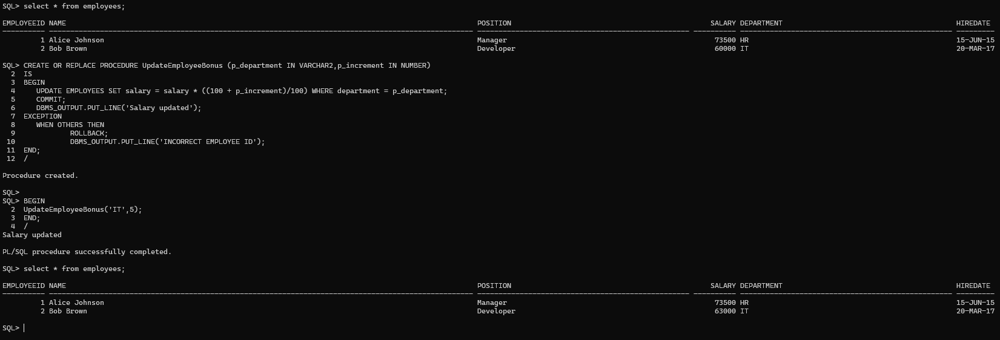 SQL> select * from employees;
EMPLOYEEID NAME POSITION SALARY DEPARTMENT HIREDATE
---------- ---------------------------------------------------------------------------------------------------- -------------------------------------------------- ---------- -------------------------------------------------- ---------
1 Alice Johnson Manager 73500 HR 15-JUN-15
2 Bob Brown Developer 60000 IT 20-MAR-17
SQL> CREATE OR REPLACE PROCEDURE UpdateEmployeeBonus (p_department IN VARCHAR2,p_increment IN NUMBER)
2 IS
3 BEGIN
4 UPDATE EMPLOYEES SET salary = salary * ((100 + p_increment)/100) WHERE department = p_department;
5 COMMIT;
6 DBMS_OUTPUT.PUT_LINE('Salary updated');
7 EXCEPTION
8 WHEN OTHERS THEN
9 ROLLBACK;
10 DBMS_OUTPUT.PUT_LINE('INCORRECT EMPLOYEE ID');
11 END;
12 /
Procedure created.
SQL>
SQL> BEGIN
2 UpdateEmployeeBonus('IT',5);
3 END;
4 /
Salary updated
PL/SQL procedure successfully completed.
SQL> select * from employees;
EMPLOYEEID NAME POSITION SALARY DEPARTMENT HIREDATE
---------- ---------------------------------------------------------------------------------------------------- -------------------------------------------------- ---------- -------------------------------------------------- ---------
1 Alice Johnson Manager 73500 HR 15-JUN-15
2 Bob Brown Developer 63000 IT 20-MAR-17
SQL>